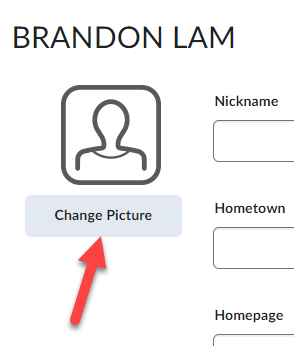 BRANDON LAM
Change Picture
Nickname
Hometown
Homepage